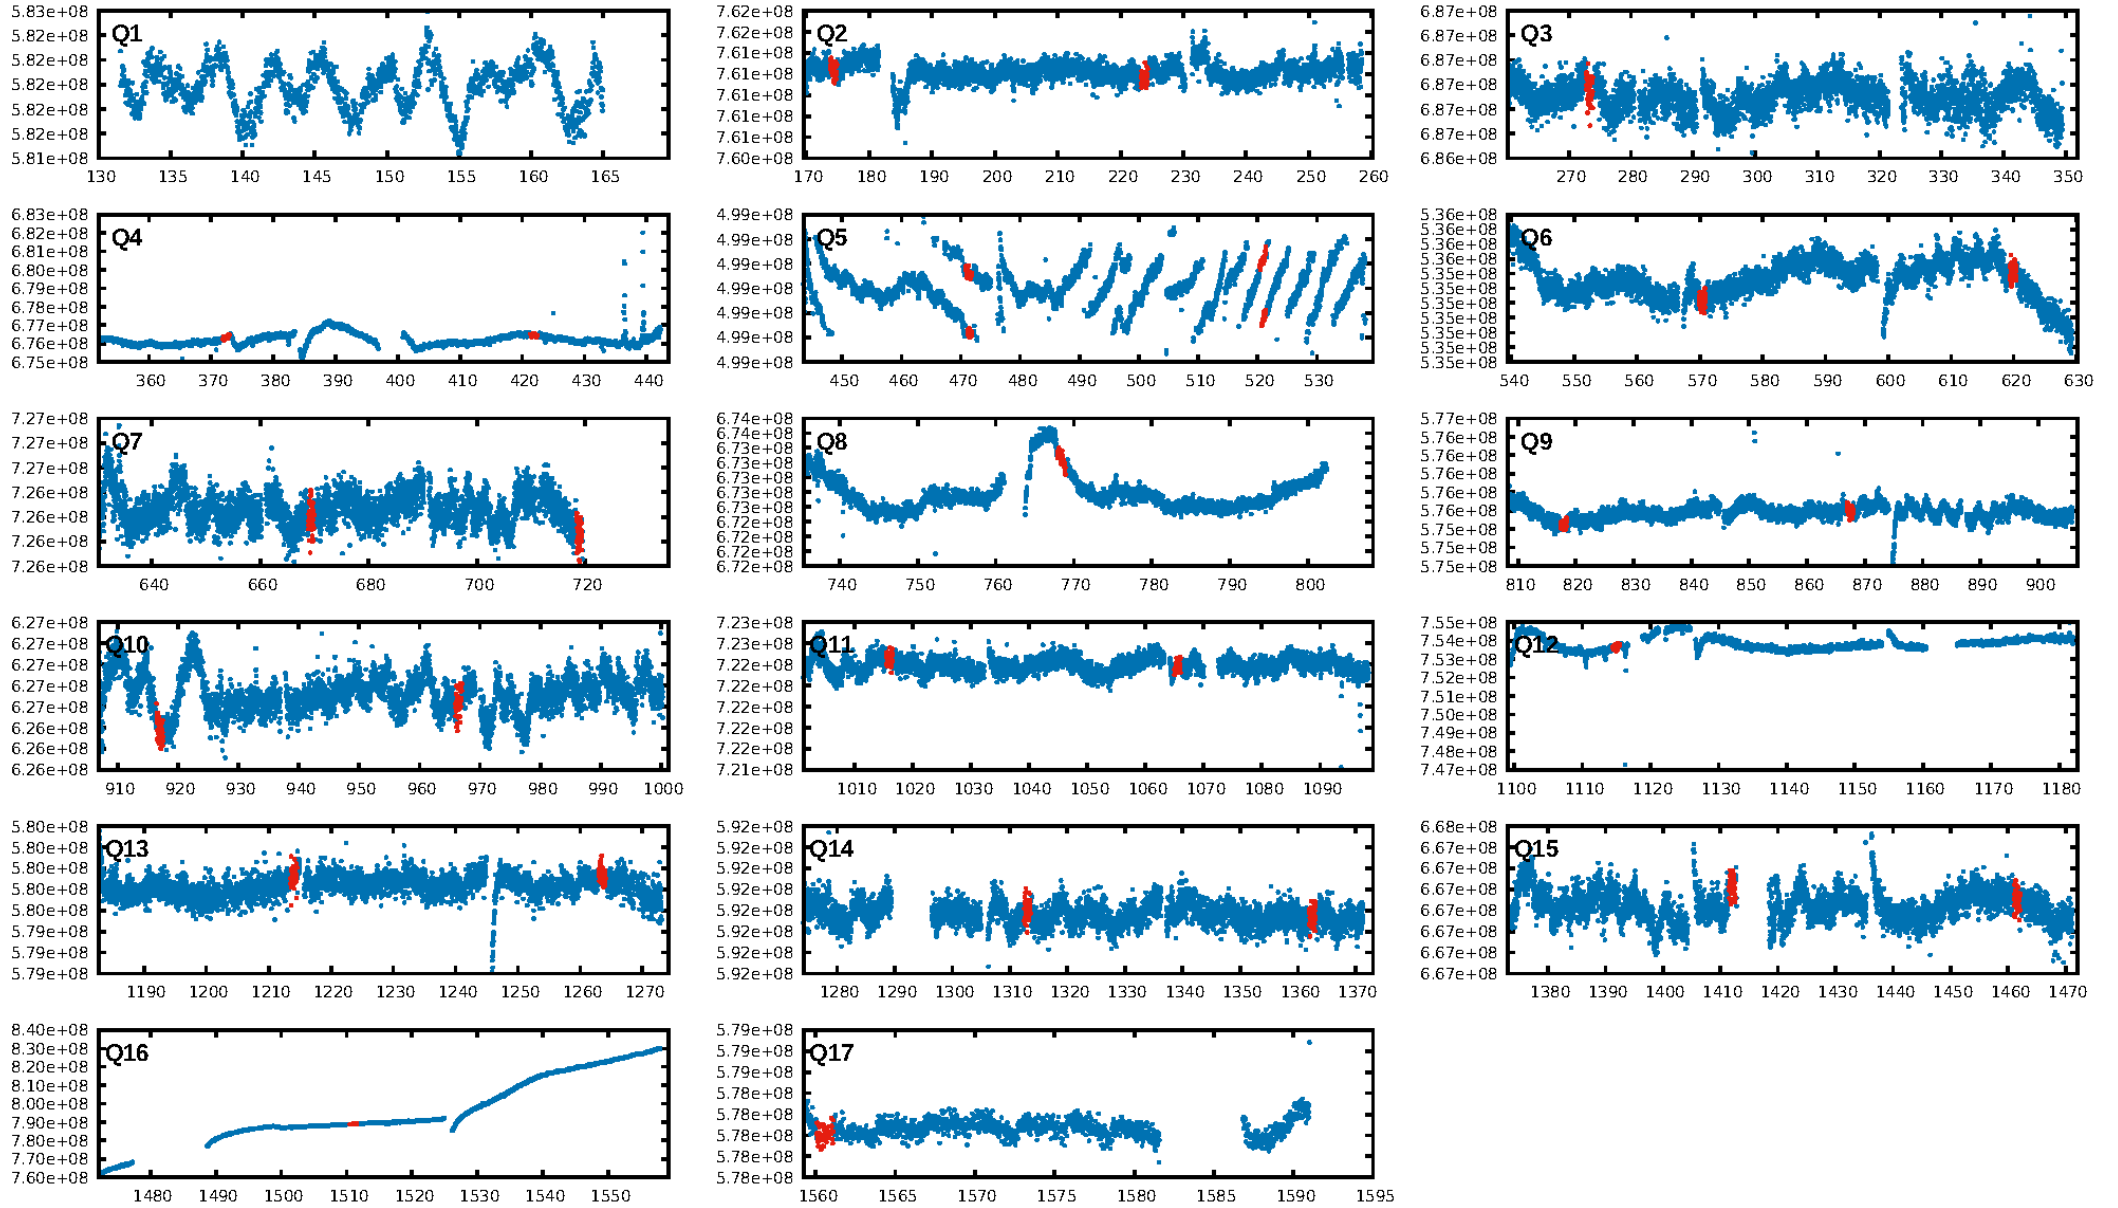 Q1
5.83e+08
5.82e+08
5.82e+08
5.82e+08
5.82e+08
5.82e+08
5.81e+08
130 135 140 145 150 155 160 165
Q2
7.62e+08
7.62e+08
7.61e+08
7.61e+08
7.61e+08
7.61e+08
7.61e+08
7.60e+08
170 180 190 200 210 220 230 240 250 260
Q3
6.87e+08
6.87e+08
6.87e+08
6.87e+08
6.87e+08
6.87e+08
6.86e+08
270 280 290 300 310 320 330 340 350
Q4
6.83e+08
6.82e+08
6.81e+08
6.80e+08
6.79e+08
6.78e+08
6.77e+08
6.76e+08
6.75e+08
360 370 380 390 400 410 420 430 440
Q5
4.99e+08
4.99e+08
4.99e+08
4.99e+08
4.99e+08
4.99e+08
4.99e+08
450 460 470 480 490 500 510 520 530
Q6
5.36e+08
5.36e+08
5.36e+08
5.36e+08
5.35e+08
5.35e+08
5.35e+08
5.35e+08
5.35e+08
5.35e+08
5.35e+08
540 550 560 570 580 590 600 610 620 630
Q7
7.27e+08
7.27e+08
7.27e+08
7.26e+08
7.26e+08
7.26e+08
7.26e+08
640 660 680 700 720
Q8
6.74e+08
6.74e+08
6.73e+08
6.73e+08
6.73e+08
6.73e+08
6.73e+08
6.72e+08
6.72e+08
6.72e+08
6.72e+08
740 750 760 770 780 790 800
Q9
5.77e+08
5.76e+08
5.76e+08
5.76e+08
5.76e+08
5.75e+08
5.75e+08
5.75e+08
810 820 830 840 850 860 870 880 890 900
Q10
6.27e+08
6.27e+08
6.27e+08
6.27e+08
6.27e+08
6.26e+08
6.26e+08
6.26e+08
910 920 930 940 950 960 970 980 990 1000
Q11
7.23e+08
7.23e+08
7.22e+08
7.22e+08
7.22e+08
7.22e+08
7.22e+08
7.21e+08
1010 1020 1030 1040 1050 1060 1070 1080 1090
Q12
7.55e+08
7.54e+08
7.53e+08
7.52e+08
7.51e+08
7.50e+08
7.49e+08
7.48e+08
7.47e+08
1100 1110 1120 1130 1140 1150 1160 1170 1180
Q13
5.80e+08
5.80e+08
5.80e+08
5.80e+08
5.80e+08
5.79e+08
5.79e+08
5.79e+08
1190 1200 1210 1220 1230 1240 1250 1260 1270
Q14
5.92e+08
5.92e+08
5.92e+08
5.92e+08
5.92e+08
5.92e+08
5.92e+08
5.92e+08
1280 1290 1300 1310 1320 1330 1340 1350 1360 1370
Q15
6.68e+08
6.67e+08
6.67e+08
6.67e+08
6.67e+08
6.67e+08
6.67e+08
1380 1390 1400 1410 1420 1430 1440 1450 1460 1470
Q16
8.40e+08
8.30e+08
8.20e+08
8.10e+08
8.00e+08
7.90e+08
7.80e+08
7.70e+08
7.60e+08
1480 1490 1500 1510 1520 1530 1540 1550
Q17
5.79e+08
5.79e+08
5.79e+08
5.78e+08
5.78e+08
5.78e+08
5.78e+08
5.78e+08
1560 1565 1570 1575 1580 1585 1590 1595